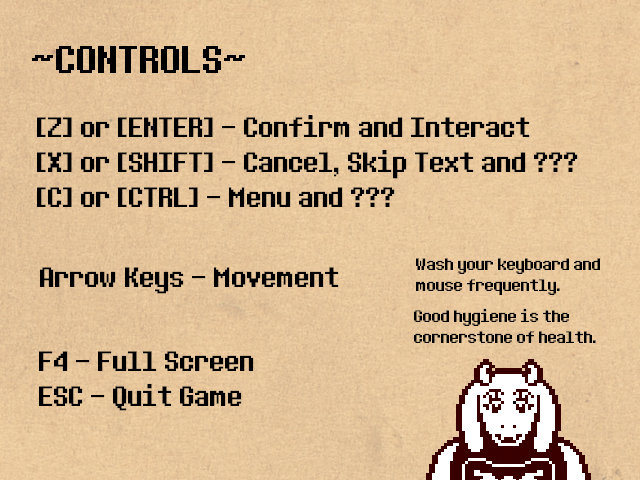 ~CONTROLS~
[Z] or [ENTER] - Confirm and Interact
[X] or [SHIFT] - Cancel, Skip Text and ???
[C] or [CTRL] - Menu and ???
Arrow Keys - Movement
F4 - Full Screen
ESC - Quit Game
Wash your keyboard and
mouse frequently.
Good hygiene is the
cornerstone of health.